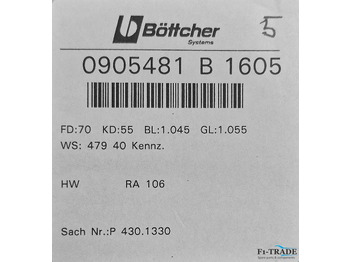 Böttcher
Systems
5
0905481 B 1605
FD:70 KD:55 BL:1.045 GL:1.055
WS: 479 40 Kennz.
HW RA 106
Sach Nr.:P 430.1330
F1-TRADE